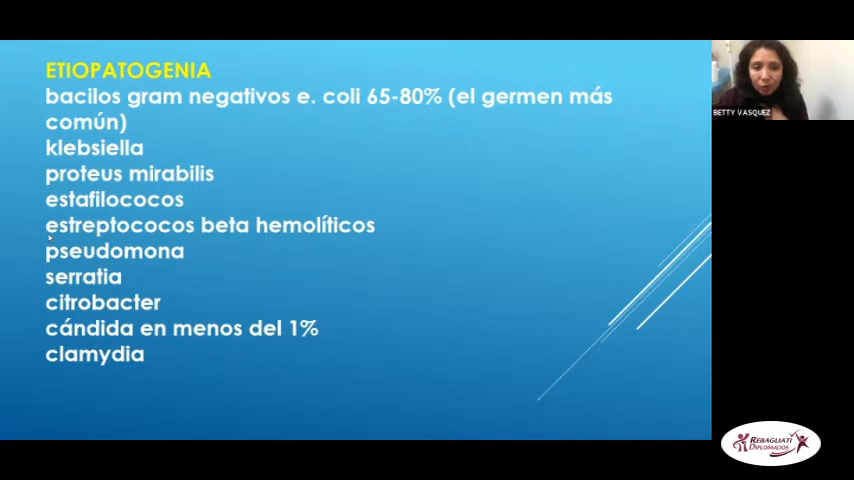 ETIOPATOGENIA
bacilos gram negativos e. coli 65-80% (el germen más
común)
klebsiella
proteus mirabilis
estafilococos
estreptococos beta hemolíticos
pseudomona
serratia
citrobacter
cándida en menos del 1%
clamydia
BETTY VASQUEZ
REBAGLIATI
DIPLOMADOS